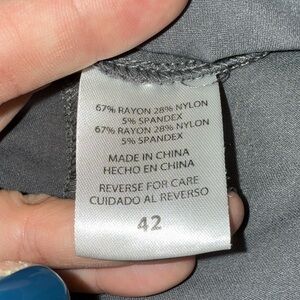 67% RAYON 28% NYLON
5% SPANDEX
67% RAYON 28% NYLON
5% SPANDEX
MADE IN CHINA
HECHO EN CHINA
REVERSE FOR CARE
CUIDADO AL REVERSO
42